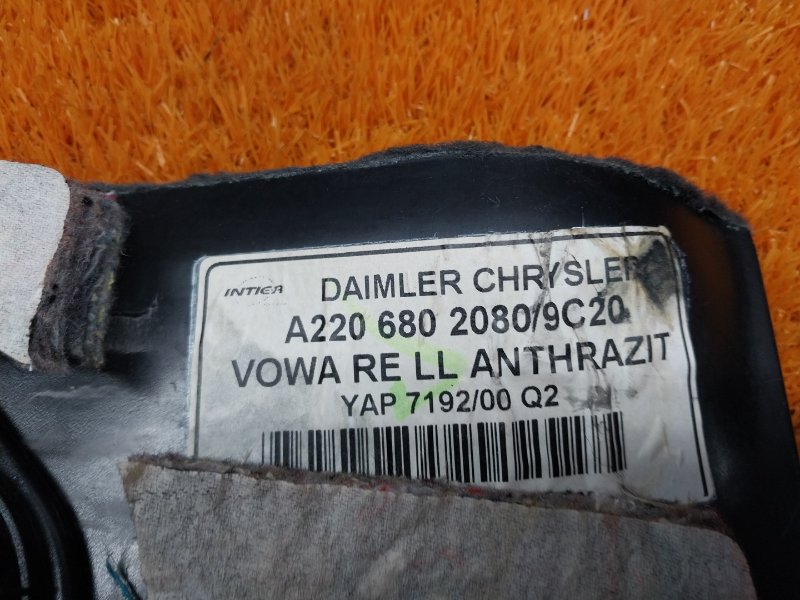 INTIER DAIMLER CHRYSLER
A220 680 2080/9C20
VOWA RE LL ANTHRAZIT
YAP 7192/00 Q2